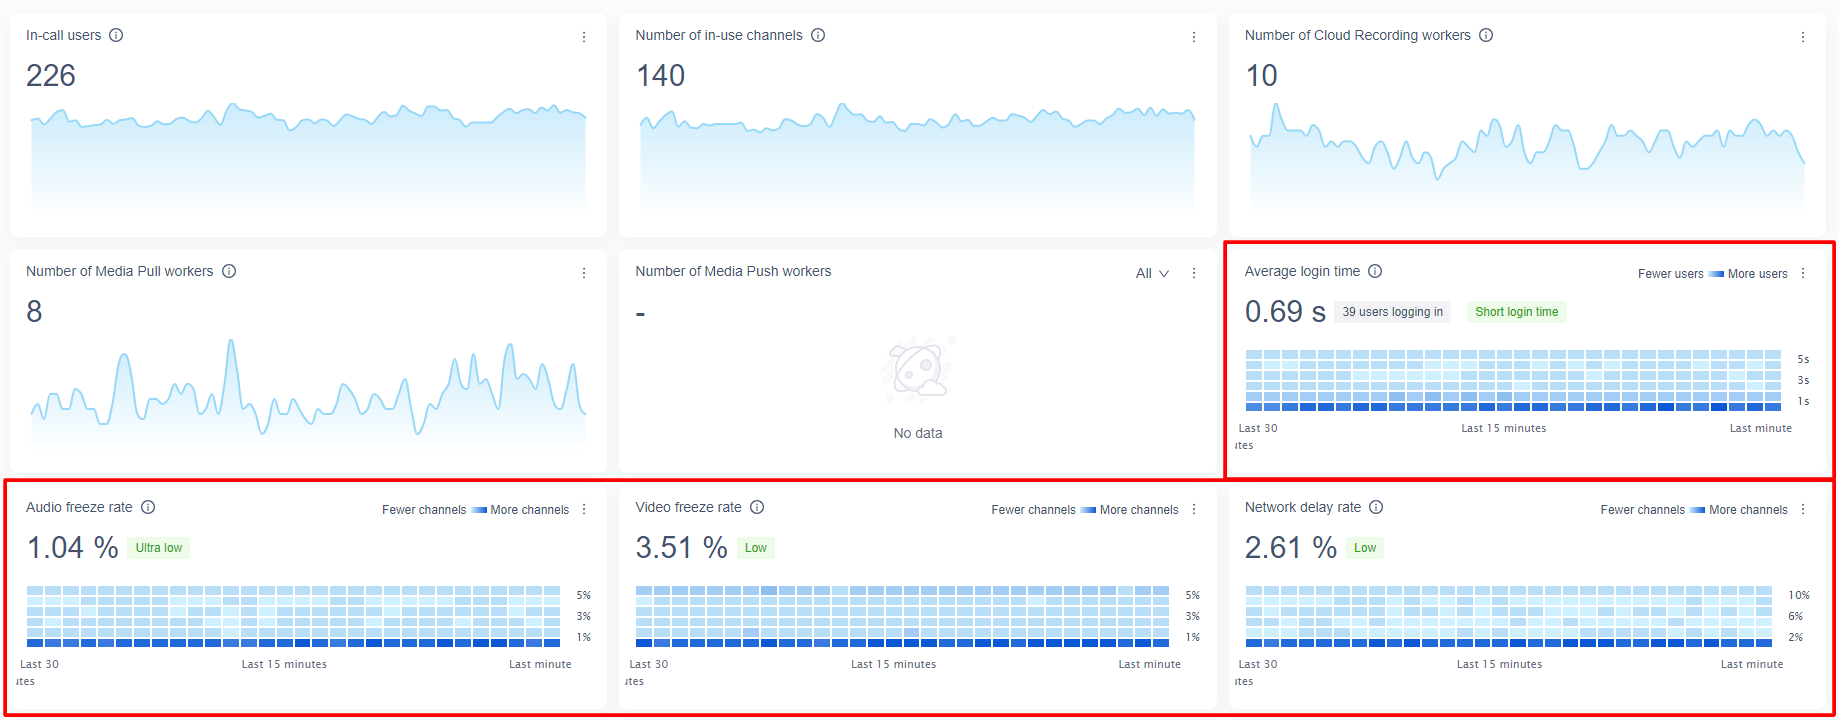 In-call users
226
Number of in-use channels
140
Number of Cloud Recording workers
10
Number of Media Pull workers
8
Number of Media Push workers
All
-
No data
Average login time
Fewer users More users
0.69 s 39 users logging in Short login time
5s
3s
1s
Last 30 Last 15 minutes Last minute
utes
Audio freeze rate
Fewer channels More channels
1.04 % Ultra low
5%
3%
1%
Last 30 Last 15 minutes Last minute
utes
Video freeze rate
Fewer channels More channels
3.51 % Low
5%
3%
1%
Last 30 Last 15 minutes Last minute
utes
Network delay rate
Fewer channels More channels
2.61 % Low
10%
6%
2%
Last 30 Last 15 minutes Last minute
utes